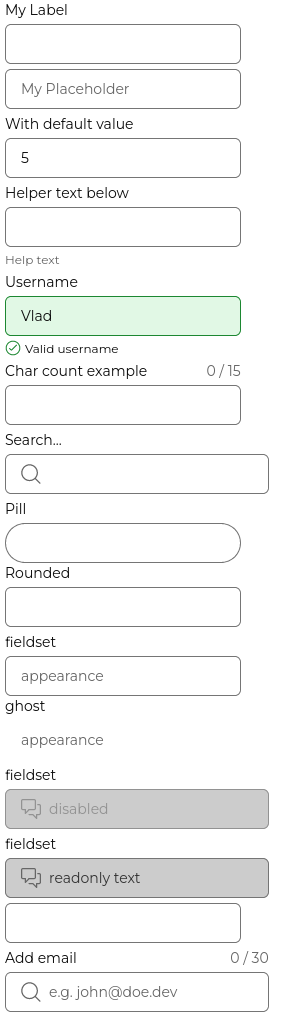 My Label
My Placeholder
With default value
5
Helper text below
Help text
Username
Vlad
Valid username
Char count example 0 / 15
Search...
Pill
Rounded
fieldset
appearance
ghost
appearance
fieldset
disabled
fieldset
readonly text
Add email 0 / 30
e.g. john@doe.dev